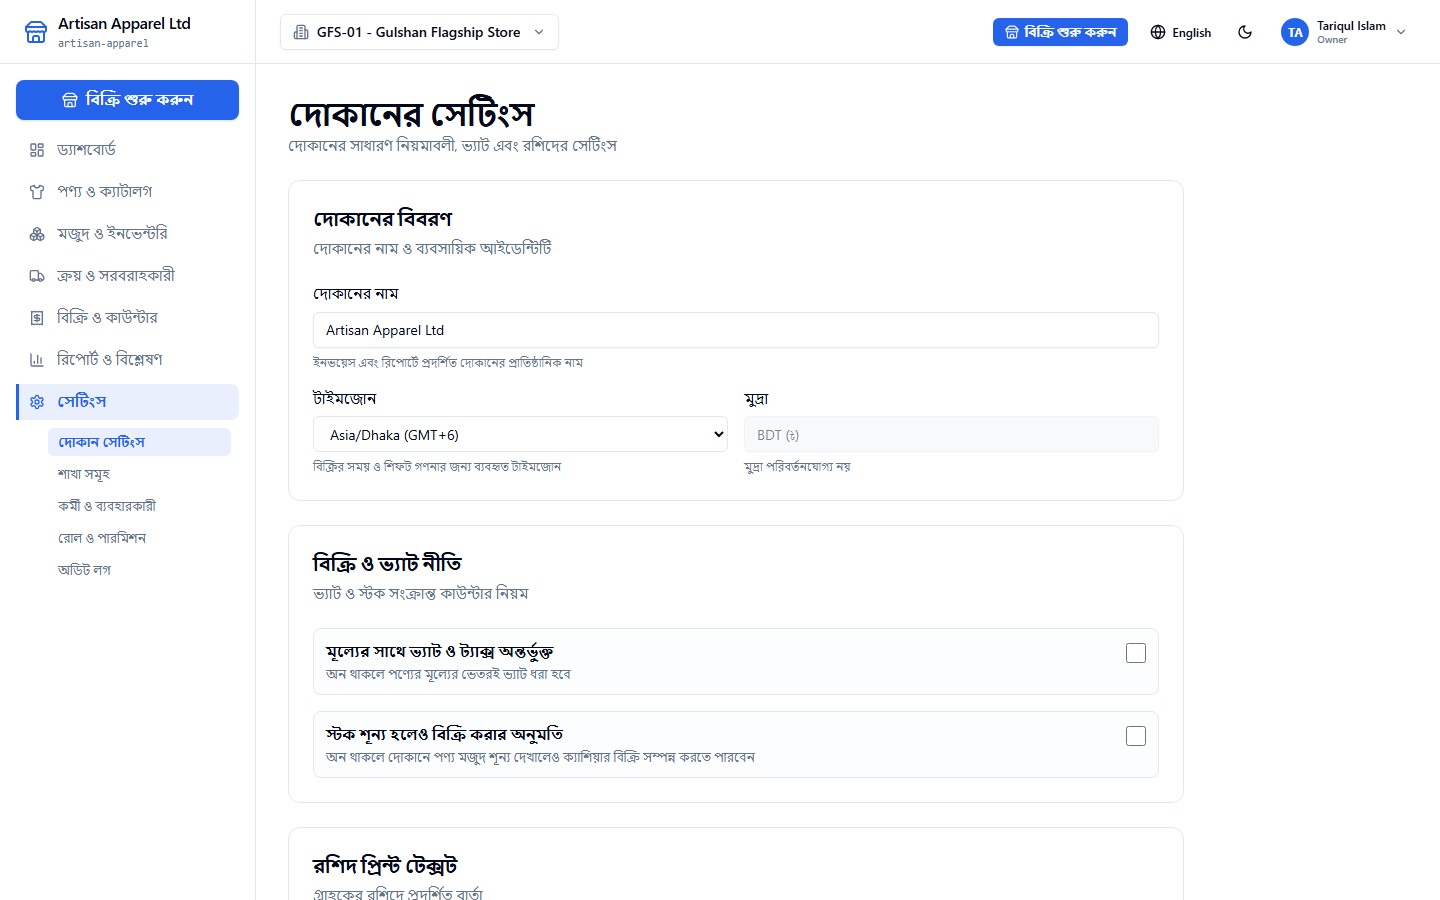 Artisan Apparel Ltd
artisan-apparel
GFS-01 - Gulshan Flagship Store
বিক্রি শুরু করুন
English
TA
Tariqul Islam
Owner
বিক্রি শুরু করুন
ড্যাশবোর্ড
পণ্য ও ক্যাটালগ
মজুদ ও ইনভেন্টরি
ক্রয় ও সরবরাহকারী
বিক্রি ও কাউন্টার
রিপোর্ট ও বিশ্লেষণ
সেটিংস
দোকান সেটিংস
শাখা সমূহ
কর্মী ও ব্যবহারকারী
রোল ও পারমিশন
অডিট লগ
দোকানের সেটিংস
দোকানের সাধারণ নিয়মাবলী, ভ্যাট এবং রশিদের সেটিংস
দোকানের বিবরণ
দোকানের নাম ও ব্যবসায়িক আইডেন্টিটি
দোকানের নাম
Artisan Apparel Ltd
ইনভয়েস এবং রিপোর্টে প্রদর্শিত দোকানের প্রাতিষ্ঠানিক নাম
টাইমজোন
মুদ্রা
Asia/Dhaka (GMT+6)
BDT (৳)
বিক্রির সময় ও শিফট গণনার জন্য ব্যবহৃত টাইমজোন
মুদ্রা পরিবর্তনযোগ্য নয়
বিক্রি ও ভ্যাট নীতি
ভ্যাট ও স্টক সংক্রান্ত কাউন্টার নিয়ম
মূল্যের সাথে ভ্যাট ও ট্যাক্স অন্তর্ভুক্ত
অন থাকলে পণ্যের মূল্যের ভেতরই ভ্যাট ধরা হবে
স্টক শূন্য হলেও বিক্রি করার অনুমতি
অন থাকলে দোকানে পণ্য মজুদ শূন্য দেখালেও ক্যাশিয়ার বিক্রি সম্পন্ন করতে পারবেন
রশিদ প্রিন্ট টেক্সট
গ্রাহকের রশিদে প্রদর্শিত বার্তা